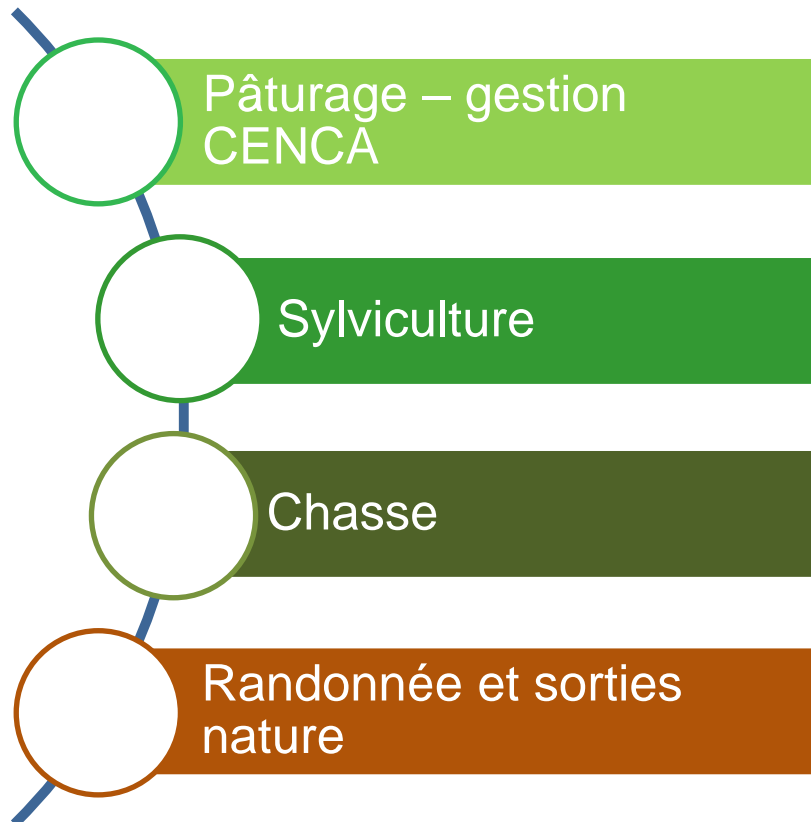 Pâturage – gestion
CENCA
Sylviculture
Chasse
Randonnée et sorties
nature